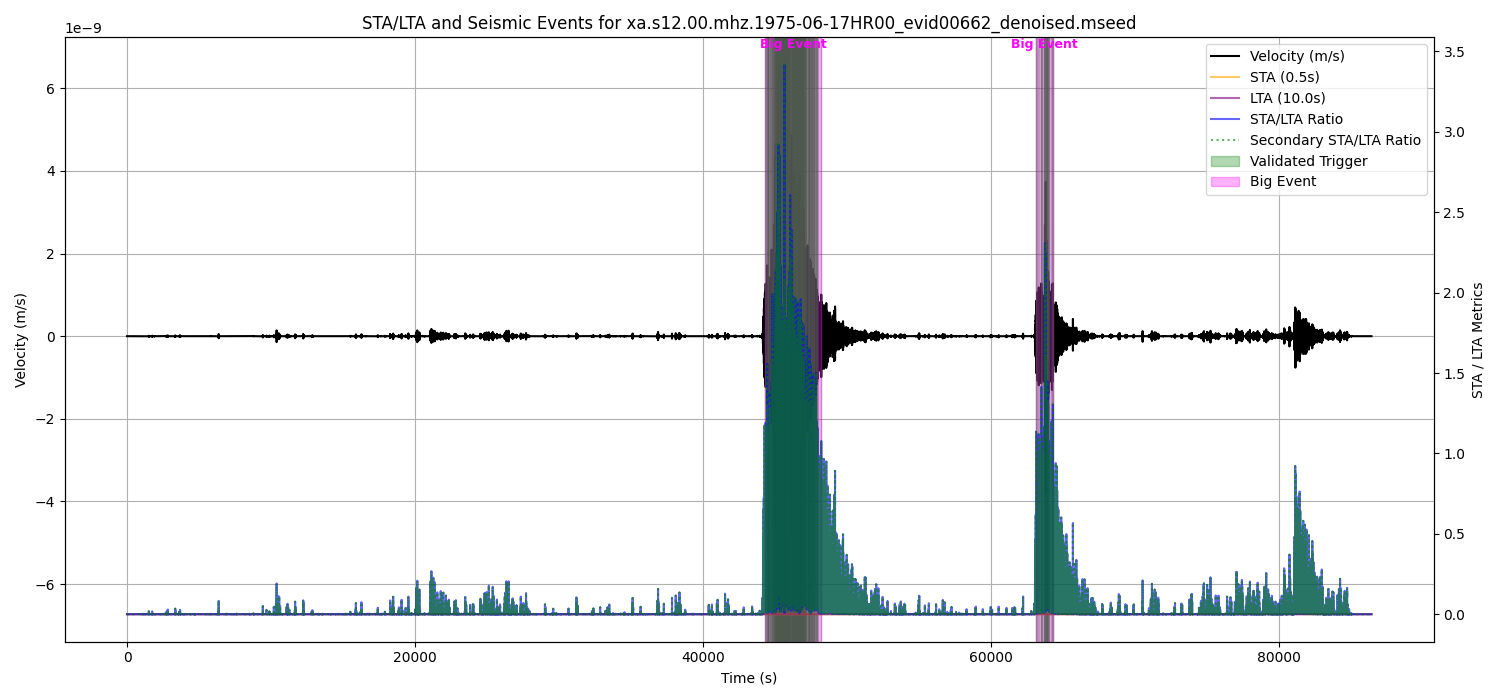 STA/LTA and Seismic Events for xa.s12.00.mhz.1975-06-17HR00_evid00662_denoised.mseed
1e−9
Big Event
Big Event
Velocity (m/s)
STA (0.5s)
LTA (10.0s)
STA/LTA Ratio
Secondary STA/LTA Ratio
Validated Trigger
Big Event
6
4
2
0
−2
−4
−6
Velocity (m/s)
3.5
3.0
2.5
2.0
1.5
1.0
0.5
0.0
STA / LTA Metrics
0
20000
40000
60000
80000
Time (s)